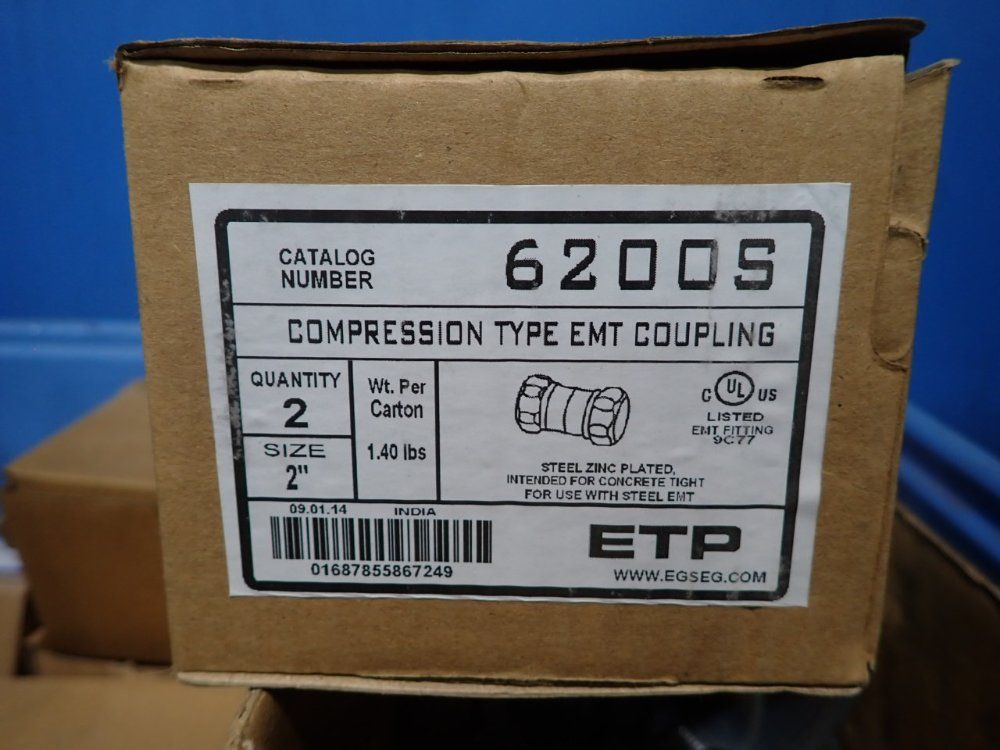 CATALOG
NUMBER
6200S
COMPRESSION TYPE EMT COUPLING
QUANTITY
2
SIZE
2"
Wt. Per
Carton
1.40 lbs
C UL US
LISTED
EMT FITTING
9C77
STEEL ZINC PLATED,
INTENDED FOR CONCRETE TIGHT
FOR USE WITH STEEL EMT
09.01.14 INDIA
01687855867249
ETP
WWW.EGSEG.COM